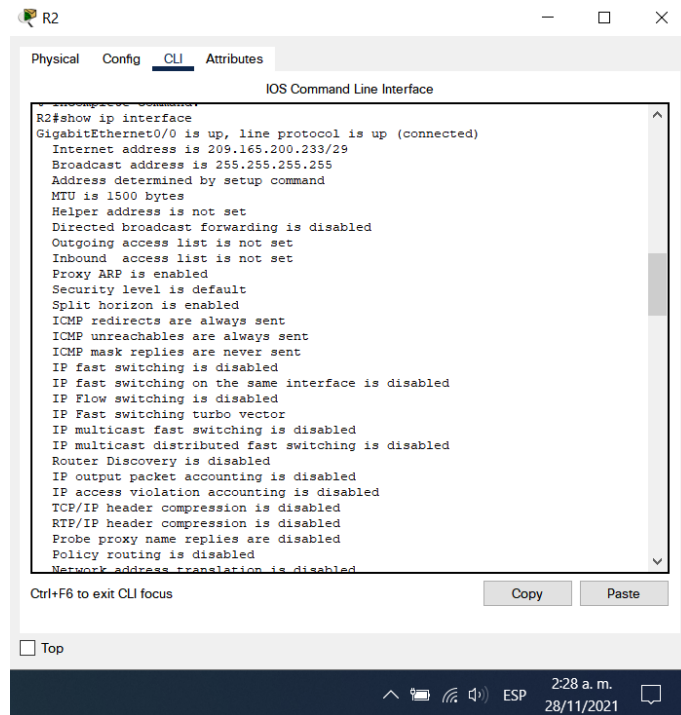 R2
Physical Config CLI Attributes
IOS Command Line Interface
% Incomplete command.
R2#show ip interface
GigabitEthernet0/0 is up, line protocol is up (connected)
Internet address is 209.165.200.233/29
Broadcast address is 255.255.255.255
Address determined by setup command
MTU is 1500 bytes
Helper address is not set
Directed broadcast forwarding is disabled
Outgoing access list is not set
Inbound  access list is not set
Proxy ARP is enabled
Security level is default
Split horizon is enabled
ICMP redirects are always sent
ICMP unreachables are always sent
ICMP mask replies are never sent
IP fast switching is disabled
IP fast switching on the same interface is disabled
IP Flow switching is disabled
IP Fast switching turbo vector
IP multicast fast switching is disabled
IP multicast distributed fast switching is disabled
Router Discovery is disabled
IP output packet accounting is disabled
IP access violation accounting is disabled
TCP/IP header compression is disabled
RTP/IP header compression is disabled
Probe proxy name replies are disabled
Policy routing is disabled
Network address translation is disabled
Ctrl+F6 to exit CLI focus
Copy Paste
Top
ESP
2:28 a. m.
28/11/2021